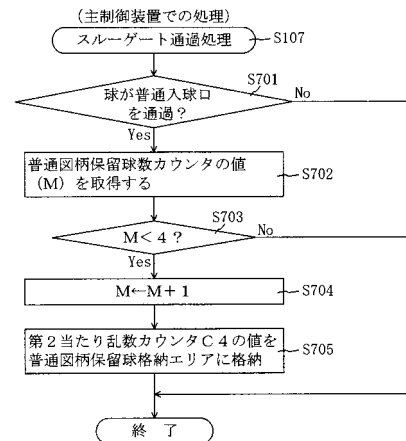 (主制御装置での処理)
スルーゲート通過処理
S107
S701
球が普通入球口
を通過?
No
Yes
普通図柄保留球数カウンタの値
(M)を取得する
S702
S703
M<4?
No
Yes
M←M+1
S704
第2当たり乱数カウンタC4の値を
普通図柄保留球格納エリアに格納
S705
終 了